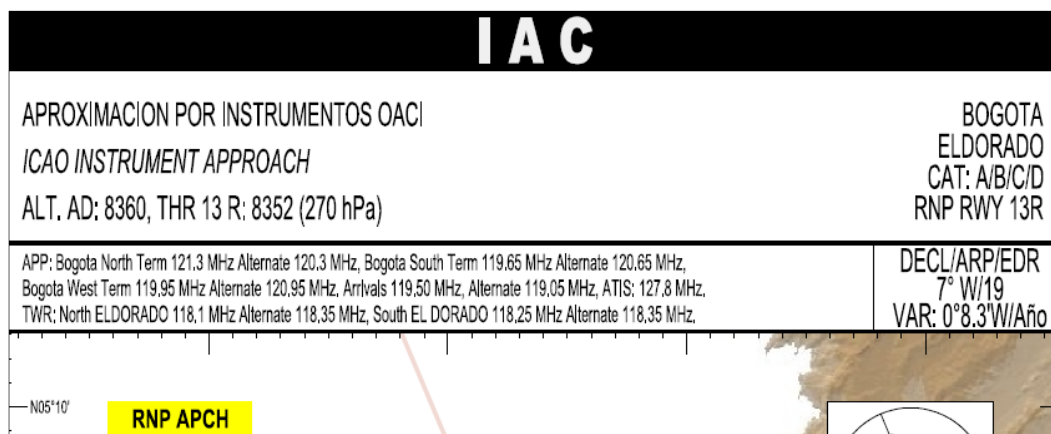 IAC
APROXIMACION POR INSTRUMENTOS OACI
ICAO INSTRUMENT APPROACH
ALT. AD: 8360, THR 13 R: 8352 (270 hPa)
BOGOTA
ELDORADO
CAT: A/B/C/D
RNP RWY 13R
APP: Bogota North Term 121.3 MHz Alternate 120.3 MHz, Bogota South Term 119.65 MHz Alternate 120.65 MHz,
Bogota West Term 119.95 MHz Alternate 120.95 MHz, Arrivals 119.50 MHz, Alternate 119.05 MHz, ATIS: 127.8 MHz.
TWR: North ELDORADO 118.1 MHz Alternate 118.35 MHz, South EL DORADO 118.25 MHz Alternate 118.35 MHz.
DECL/ARP/EDR
7° W/19
VAR: 0°8.3'W/Año
N05°10'
RNP APCH